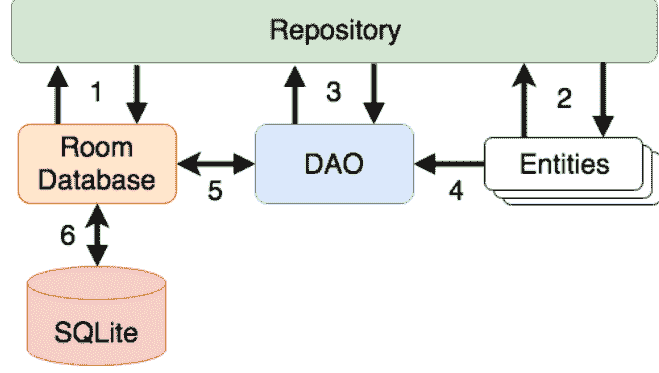 Repository
1
3
2
Room
Database
DAO
Entities
5
4
6
SQLite